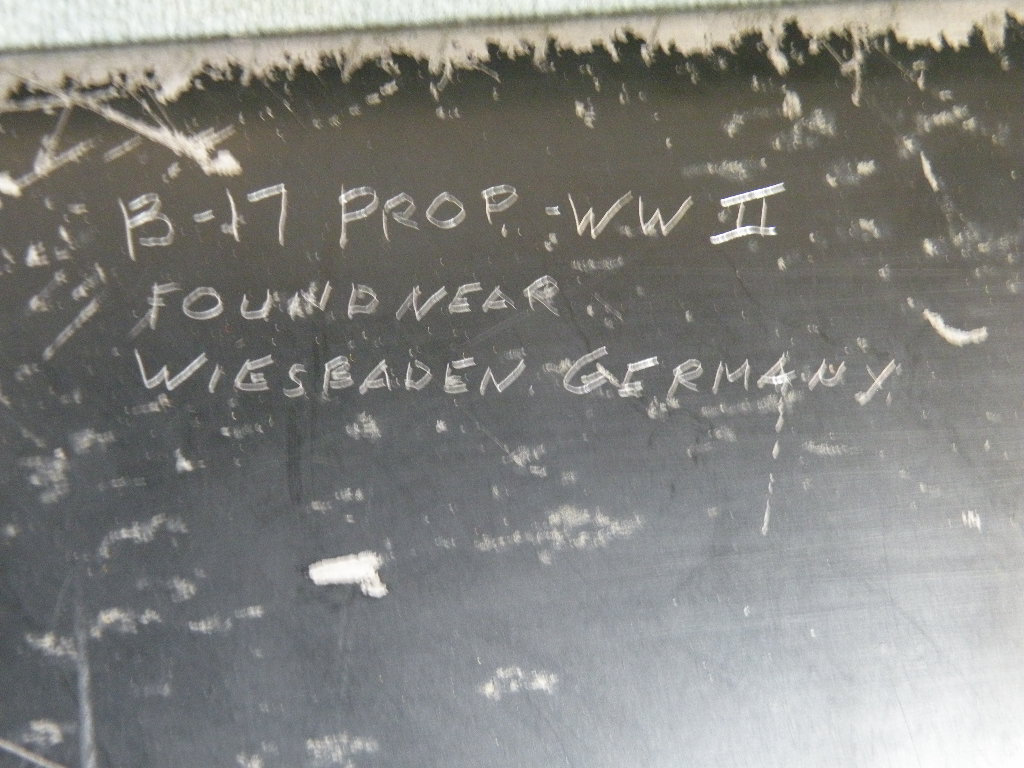 B-17 PROP.-WW II
FOUND NEAR
WIESBADEN. GERMANY